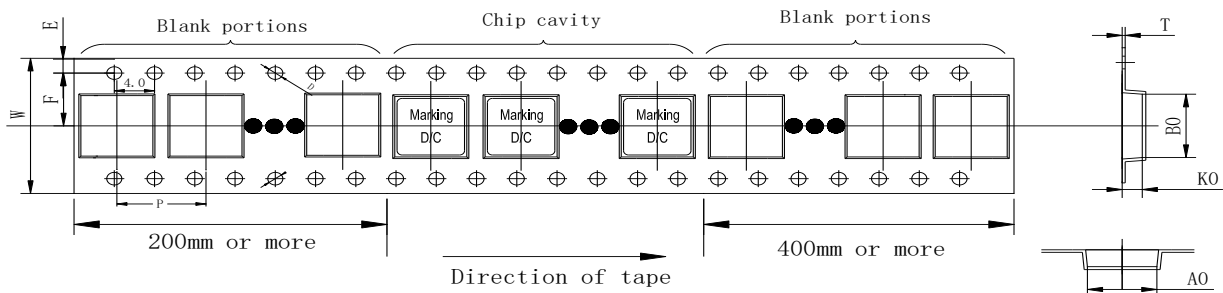 Blank portions
Chip cavity
Blank portions
E
T
4.0
D
F
W
Marking
D/C
Marking
D/C
Marking
D/C
B0
P
K0
200mm or more
400mm or more
Direction of tape
A0